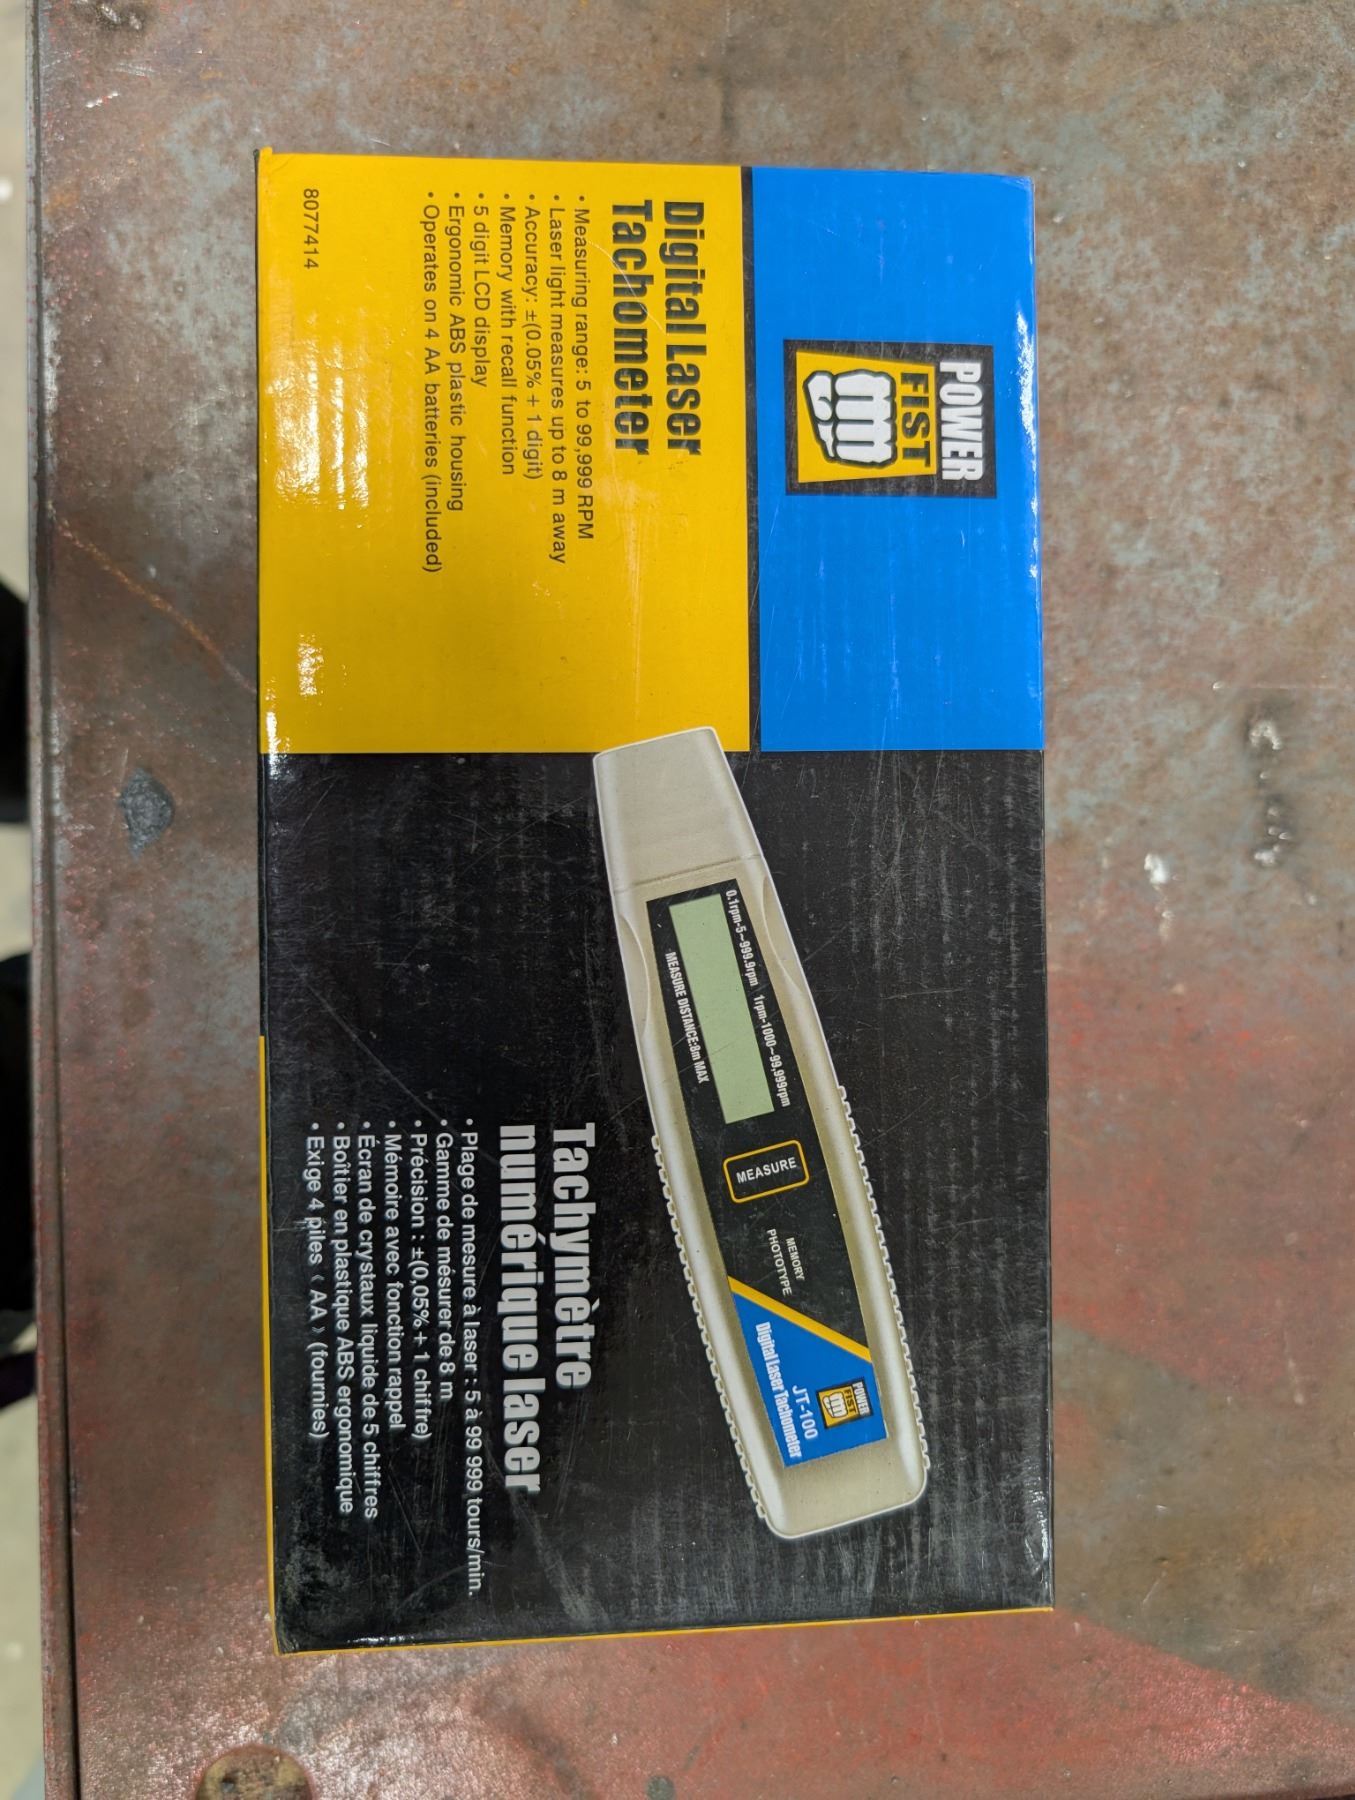 POWER
FIST
Digital Laser
Tachometer
• Measuring range: 5 to 99,999 RPM
• Laser light measures up to 8 m away
• Accuracy: ±(0.05% + 1 digit)
• Memory with recall function
• 5 digit LCD display
• Ergonomic ABS plastic housing
• Operates on 4 AA batteries (included)
8077414
0.1rpm-5~999.9rpm 1rpm-1000~99,999rpm
MEASURE DISTANCE:8m MAX
MEASURE
MEMORY
PHOTOTYPE
POWER
FIST
JT-100
Digital Laser Tachometer
Tachymètre
numérique laser
• Plage de mesure à laser : 5 à 99 999 tours/min.
• Gamme de mésurer de 8 m
• Précision : ±(0,05% + 1 chiffre)
• Mémoire avec fonction rappel
• Écran de crystaux liquide de 5 chiffres
• Boîtier en plastique ABS ergonomique
• Exige 4 piles ‹ AA › (fournies)